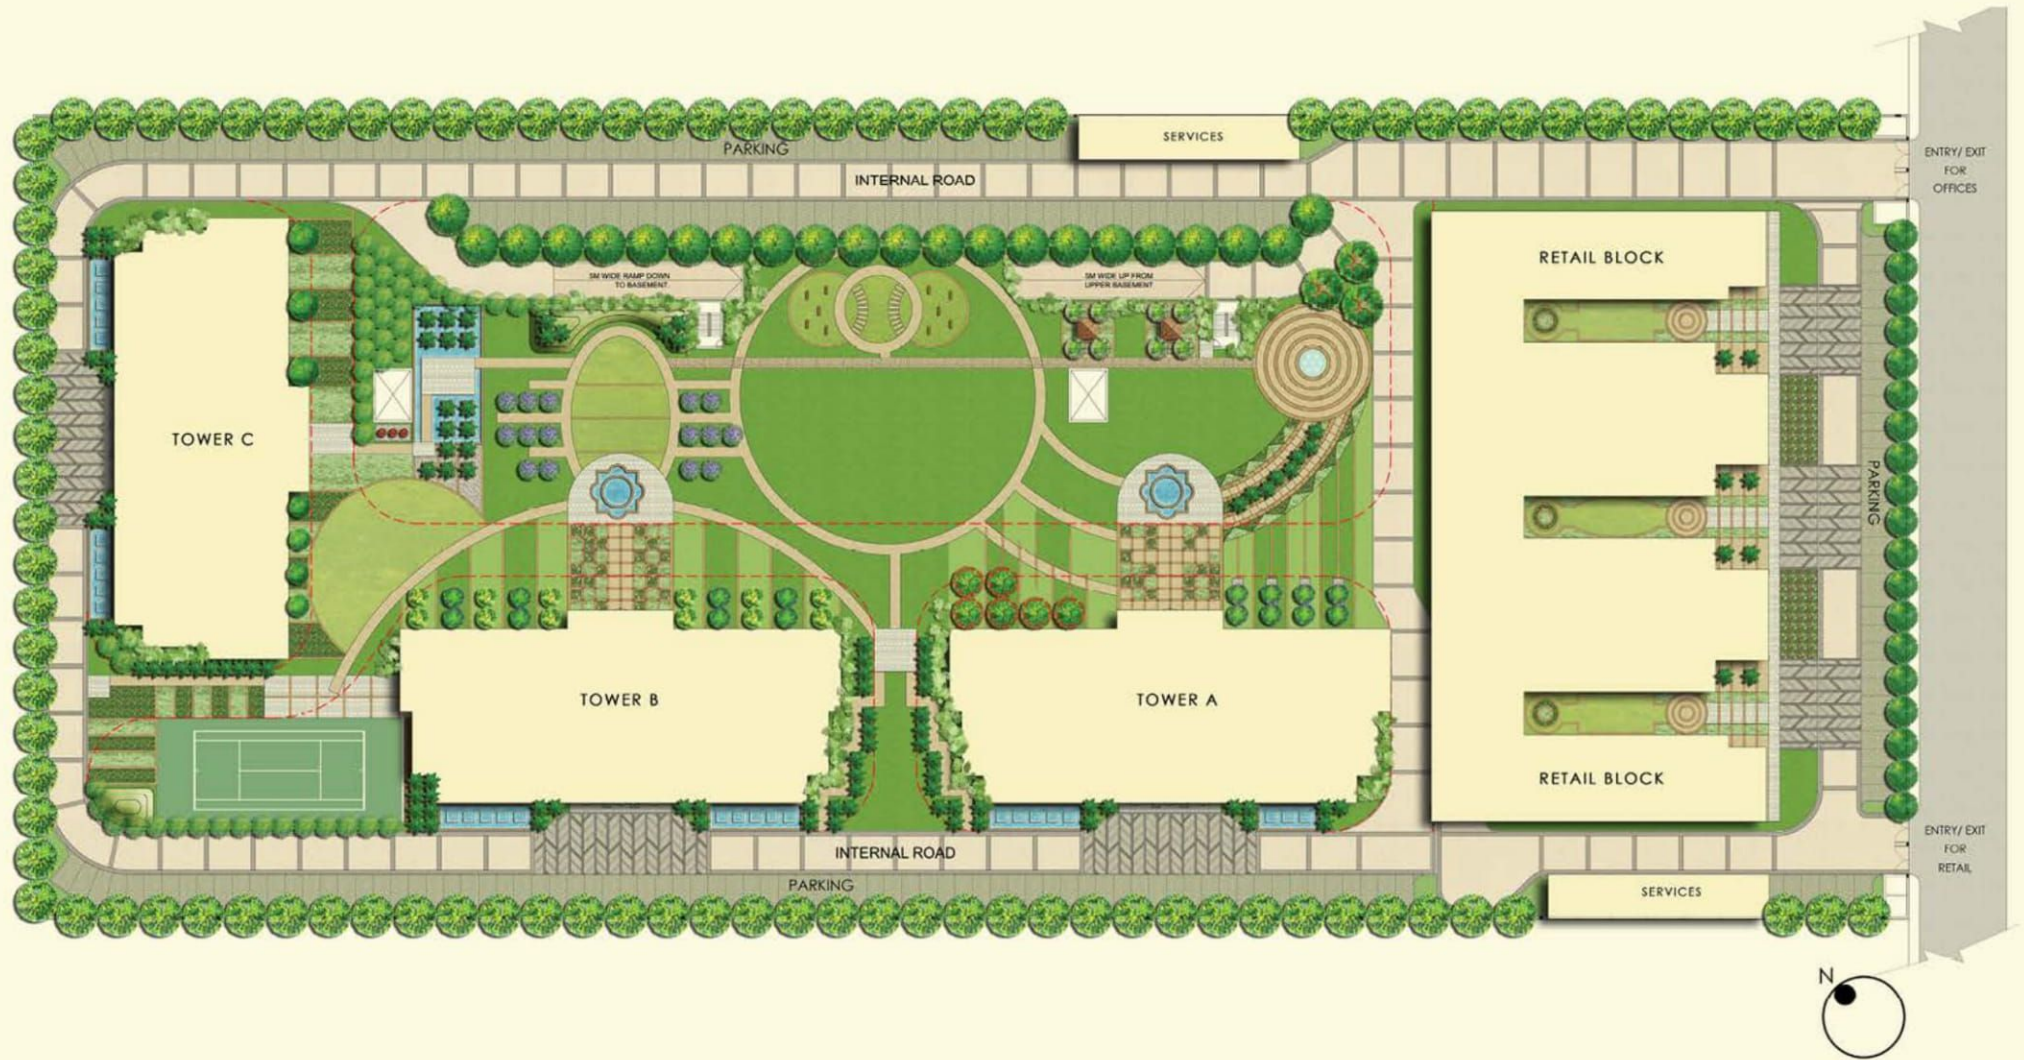 SERVICES
PARKING
INTERNAL ROAD
ENTRY/ EXIT
FOR
OFFICES
RETAIL BLOCK
5M WIDE RAMP DOWN
TO BASEMENT
5M WIDE UP FROM
UPPER BASEMENT
TOWER C
PARKING
TOWER B
TOWER A
RETAIL BLOCK
INTERNAL ROAD
ENTRY/ EXIT
FOR
RETAIL
PARKING
SERVICES
N